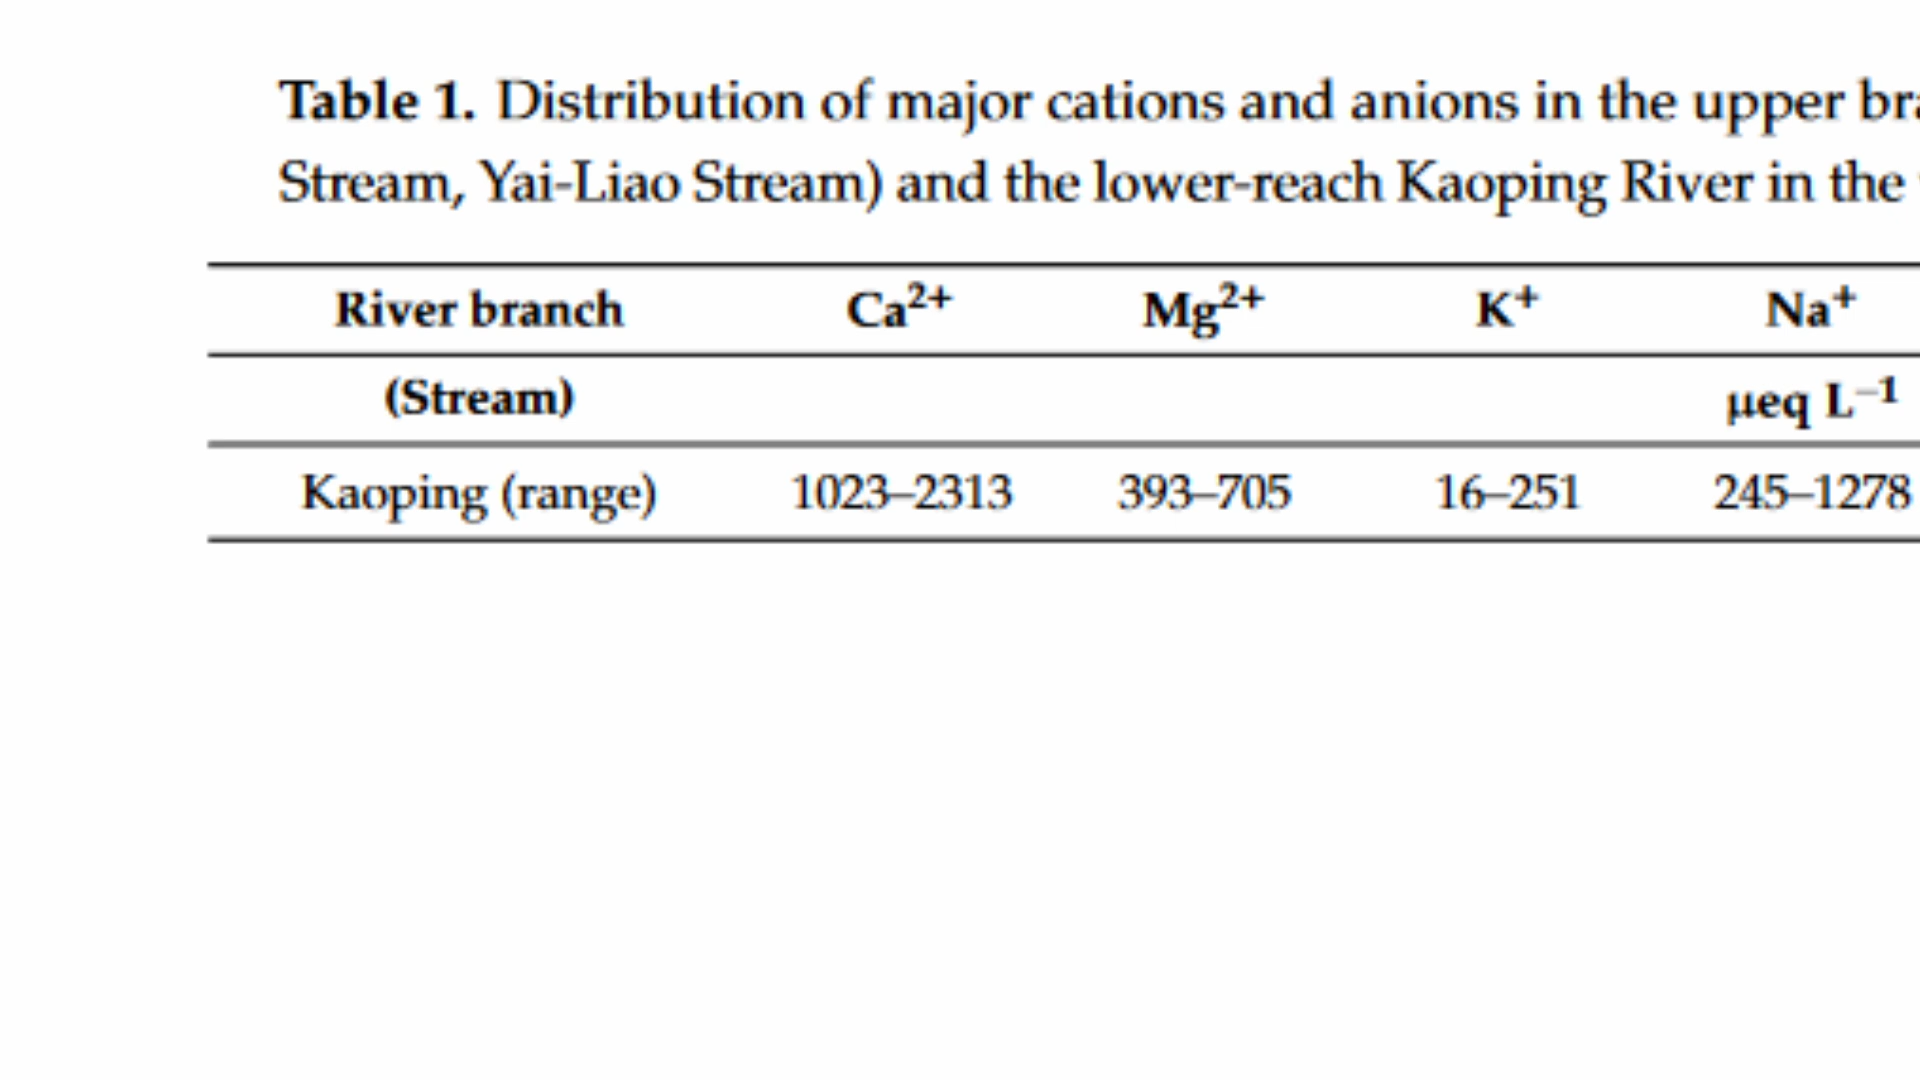 Table 1. Distribution of major cations and anions in the upper
Stream, Yai-Liao Stream) and the lower-reach Kaoping River in the
River branch Ca²⁺ Mg²⁺ K⁺ Na⁺
(Stream) µeq L⁻¹
Kaoping (range) 1023–2313 393–705 16–251 245–1278